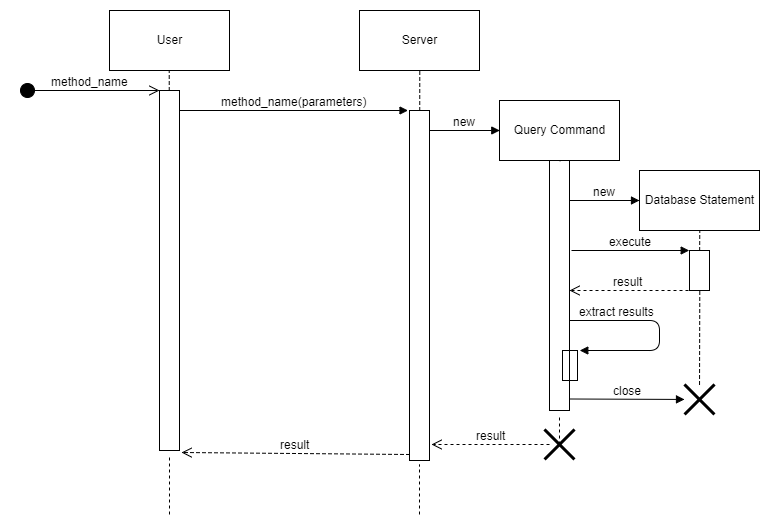 User
Server
method_name
method_name(parameters)
new
Query Command
new
Database Statement
execute
result
extract results
close
result
result